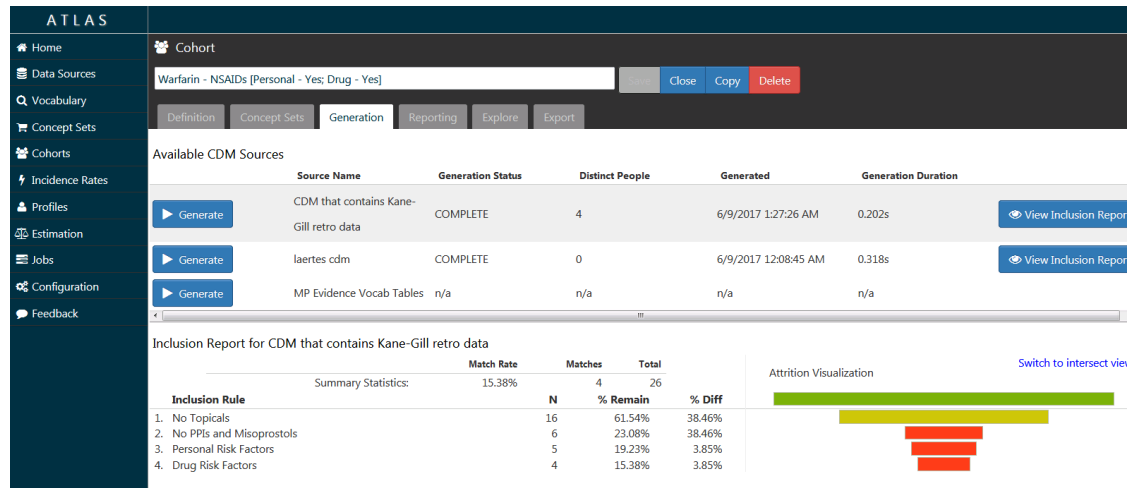 ATLAS
Home
Data Sources
Vocabulary
Concept Sets
Cohorts
Incidence Rates
Profiles
Estimation
Jobs
Configuration
Feedback
Cohort
Warfarin - NSAIDs [Personal - Yes; Drug - Yes]
Close Copy Delete
Definition Concept Sets Generation Reporting Explore Export
Available CDM Sources
Source Name Generation Status Distinct People Generated Generation Duration
Generate CDM that contains Kane-
Gill retro data COMPLETE 4 6/9/2017 1:27:26 AM 0.202s View Inclusion Repor
Generate laertes cdm COMPLETE 0 6/9/2017 12:08:45 AM 0.318s View Inclusion Repor
Generate MP Evidence Vocab Tables n/a n/a n/a n/a
Inclusion Report for CDM that contains Kane-Gill retro data
Match Rate Matches Total
Summary Statistics: 15.38% 4 26
Inclusion Rule N % Remain % Diff
1. No Topicals 16 61.54% 38.46%
2. No PPIs and Misoprostols 6 23.08% 38.46%
3. Personal Risk Factors 5 19.23% 3.85%
4. Drug Risk Factors 4 15.38% 3.85%
Switch to intersect view
Attrition Visualization